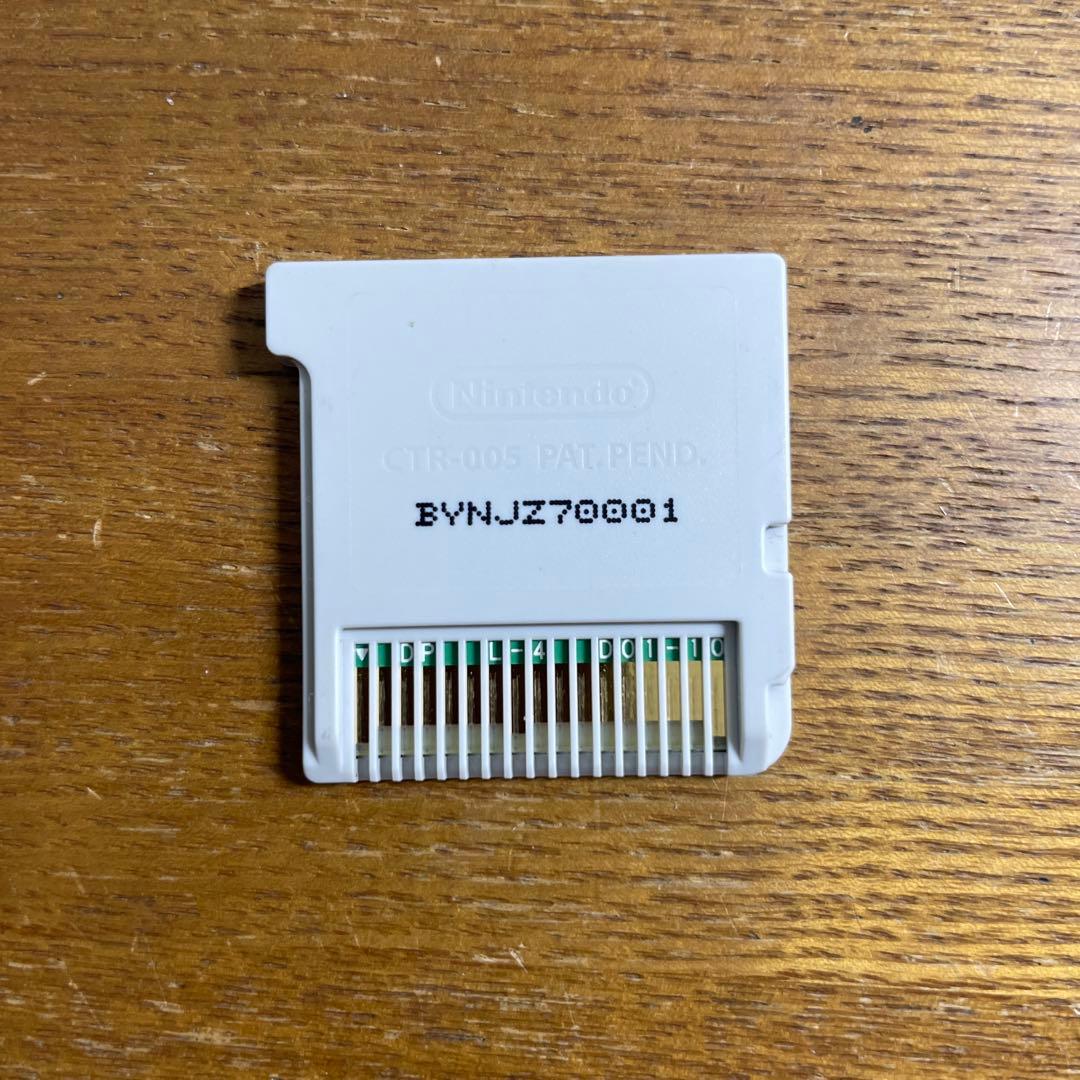 Nintendo
CTR-005 PAT.PEND.
BYNJZ70001
▼ DP L-4 D01-10